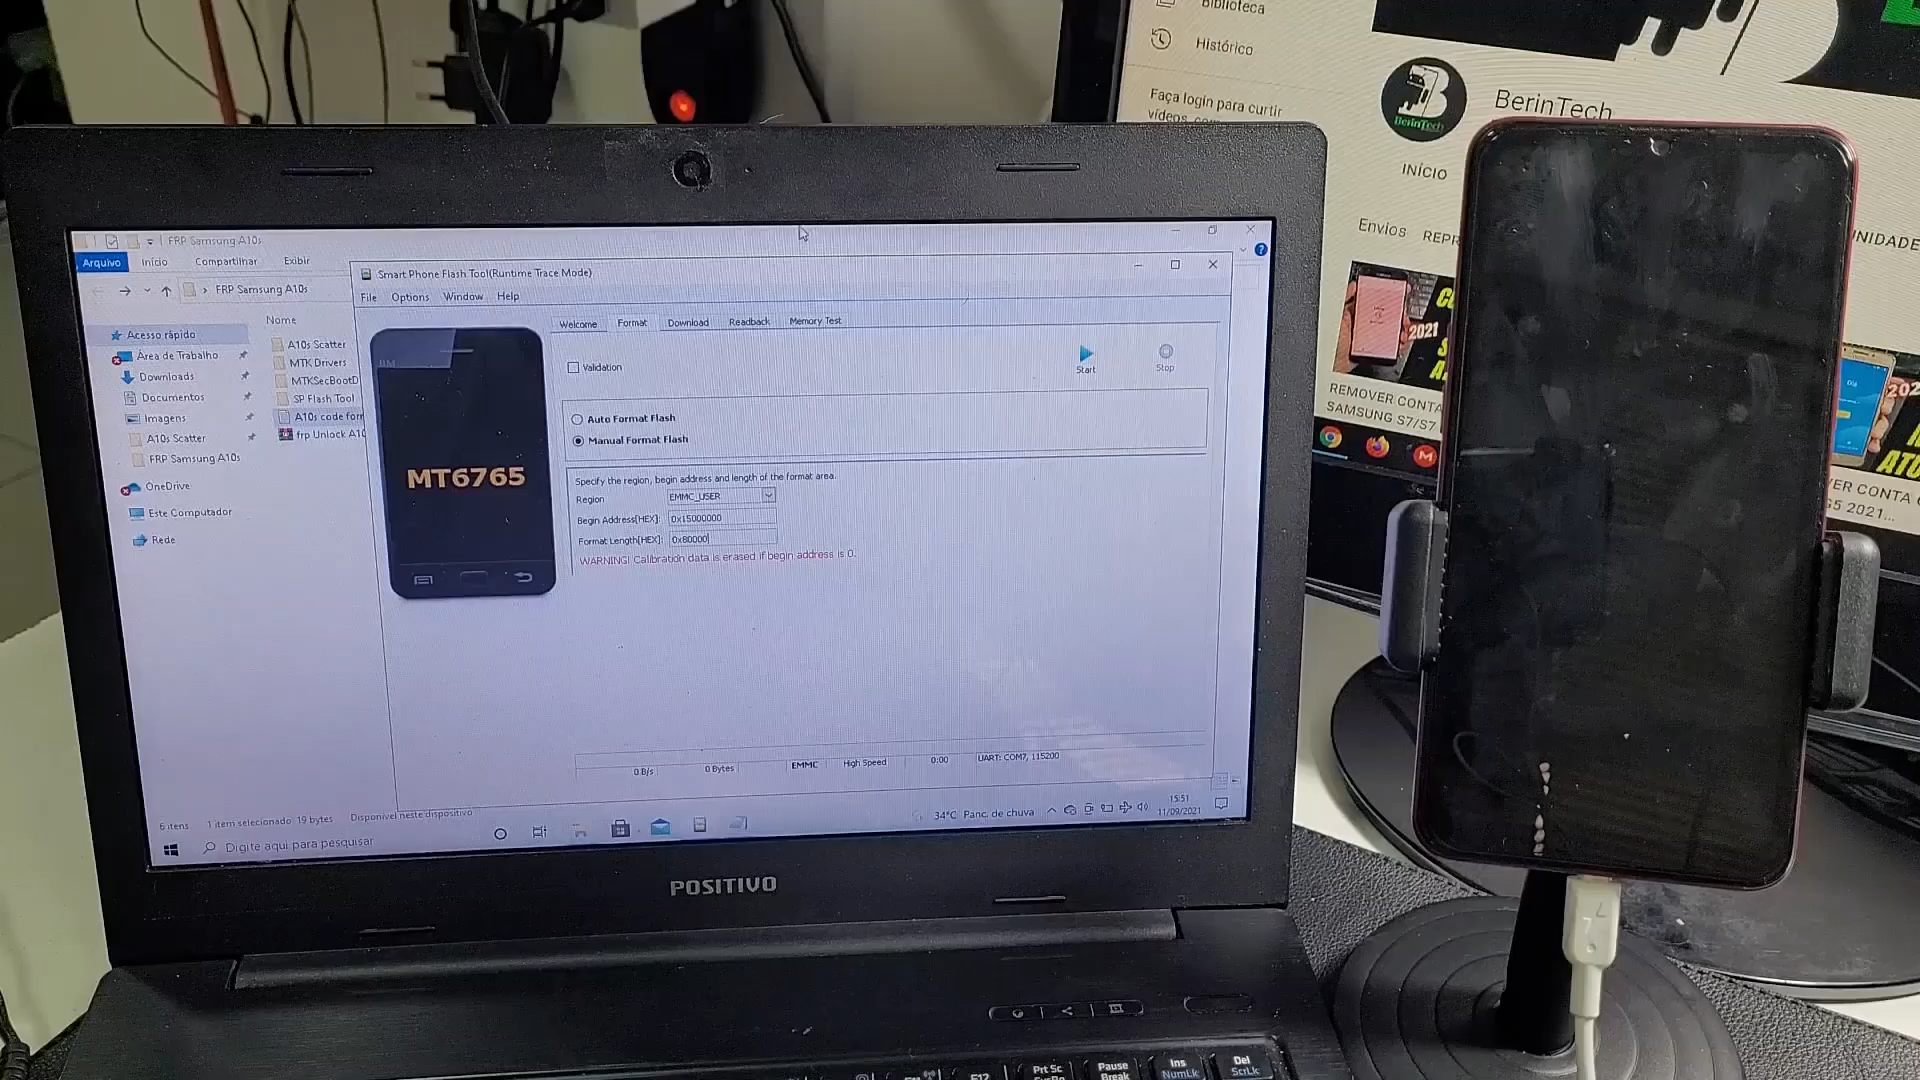 Biblioteca
Histórico
Faça login para curtir
BerinTech
BerinTech
INÍCIO
Envios
2021
REMOVER CONTA
SAMSUNG S7/S7
FRP Samsung A10s
Arquivo
Início
Compartilhar
Exibir
FRP Samsung A10s
Nome
Acesso rápido
Área de Trabalho
Downloads
Documentos
Imagens
A10s Scatter
FRP Samsung A10s
OneDrive
Este Computador
Rede
A10s Scatter
MTK Drivers
MTKSecBootD
SP Flash Tool
A10s code for
frp Unlock A10
Smart Phone Flash Tool(Runtime Trace Mode)
File Options Window Help
Welcome Format Download Readback Memory Test
Validation
Start
Stop
Auto Format Flash
Manual Format Flash
MT6765
Specify the region, begin address and length of the format area.
Region EMMC_USER
Begin Address[HEX]: 0x15000000
Format Length[HEX]: 0x80000
WARNING! Calibration data is erased if begin address is 0.
0 B/s
0 Bytes
EMMC
High Speed
0:00
UART: COM7, 115200
6 itens
1 item selecionado 19 bytes
Disponível neste dispositivo
Digite aqui para pesquisar
34°C Panc. de chuva
15:51
11/09/2021
POSITIVO
F12
Prt Sc
Pause
Break
Ins
NumLk
Del
ScrLk